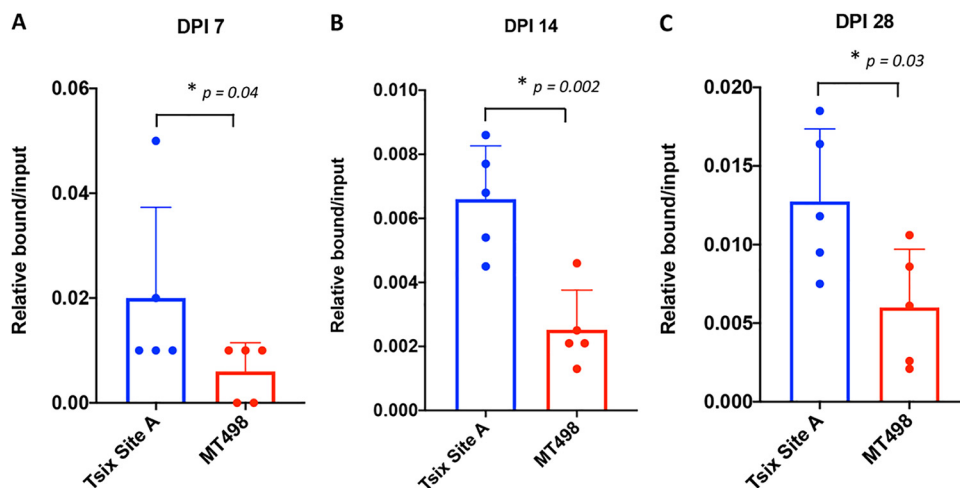 A
DPI 7
Relative bound/input
0.06
0.04
0.02
0.00
* p = 0.04
Tsix Site A
MT498
B
DPI 14
Relative bound/input
0.010
0.008
0.006
0.004
0.002
0.000
* p = 0.002
Tsix Site A
MT498
C
DPI 28
Relative bound/input
0.020
0.015
0.010
0.005
0.000
* p = 0.03
Tsix Site A
MT498